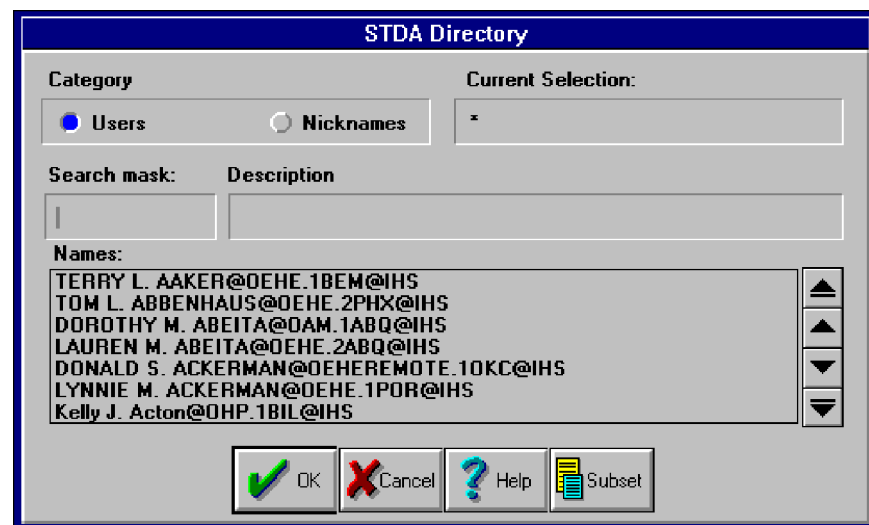 STDA Directory
Category
Current Selection:
Users
Nicknames
*
Search mask:
Description
Names:
TERRY L. AAKER@OEHE.1BEM@IHS
TOM L. ABBENHAUS@OEHE.2PHX@IHS
DOROTHY M. ABEITA@OAM.1ABQ@IHS
LAUREN M. ABEITA@OEHE.2ABQ@IHS
DONALD S. ACKERMAN@OEHEREMOTE.1OKC@IHS
LYNNIE M. ACKERMAN@OEHE.1POR@IHS
Kelly J. Acton@OHP.1BIL@IHS
OK
Cancel
Help
Subset